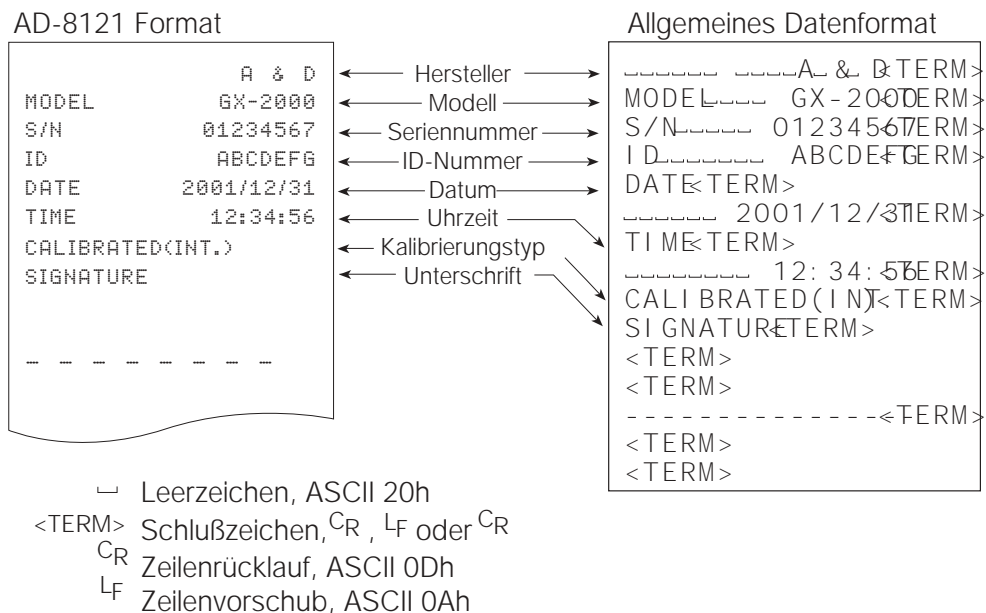 AD-8121 Format
A & D
MODEL GX-2000
S/N 01234567
ID ABCDEFG
DATE 2001/12/31
TIME 12:34:56
CALIBRATED(INT.)
SIGNATURE
_ _ _ _ _ _ _ _
Hersteller
Modell
Seriennummer
ID-Nummer
Datum
Uhrzeit
Kalibrierungstyp
Unterschrift
Allgemeines Datenformat
␣␣␣␣␣␣ ␣␣␣␣A␣&␣D<TERM>
MODEL␣␣␣␣ GX-2000<TERM>
S/N␣␣␣␣␣ 01234567<TERM>
ID␣␣␣␣␣␣␣ ABCDEFG<TERM>
DATE<TERM>
␣␣␣␣␣␣ 2001/12/31<TERM>
TIME<TERM>
␣␣␣␣␣␣␣␣ 12:34:56<TERM>
CALIBRATED(INT.)<TERM>
SIGNATURE<TERM>
<TERM>
<TERM>
----------------<TERM>
<TERM>
<TERM>
␣ Leerzeichen, ASCII 20h
<TERM> Schlußzeichen, CR , LF oder CR
CR Zeilenrücklauf, ASCII 0Dh
LF Zeilenvorschub, ASCII 0Ah